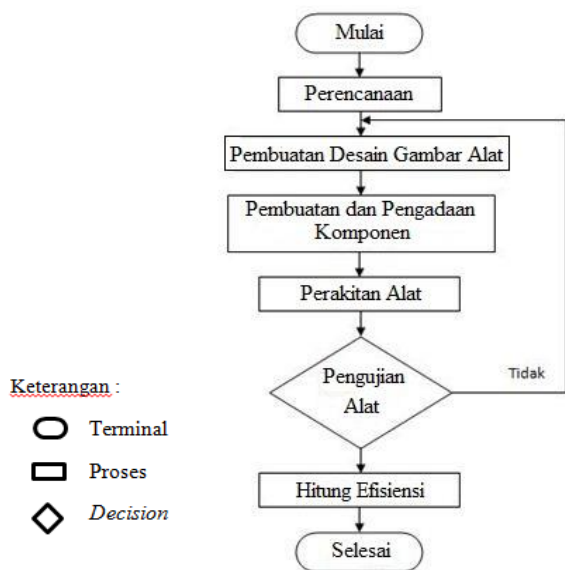 Mulai
Perencanaan
Pembuatan Desain Gambar Alat
Pembuatan dan Pengadaan
Komponen
Perakitan Alat
Pengujian
Alat
Tidak
Hitung Efisiensi
Selesai
Keterangan :
Terminal
Proses
Decision